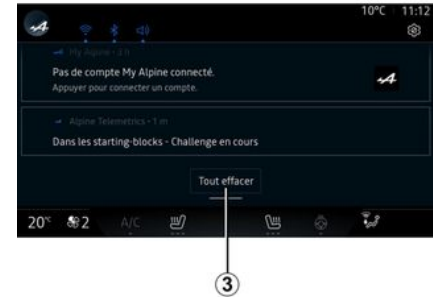 10°C 11:12
My Alpine - 3 h
Pas de compte My Alpine connecté.
Appuyer pour connecter un compte.
Alpine Telemetrics - 1 m
Dans les starting-blocks - Challenge en cours
Tout effacer
20°C 2 A/C
3